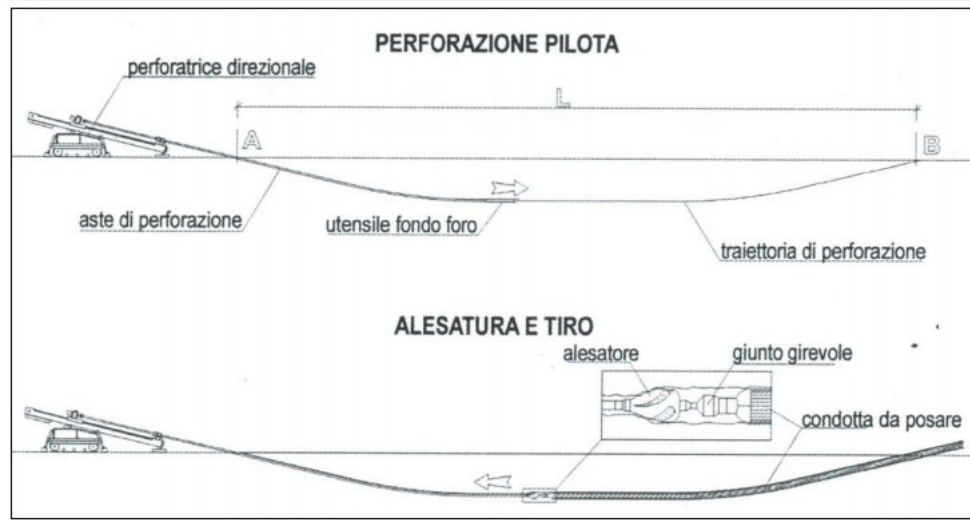 PERFORAZIONE PILOTA
perforatrice direzionale
L
A
B
aste di perforazione
utensile fondo foro
traiettoria di perforazione
ALESATURA E TIRO
alesatore
giunto girevole
condotta da posare